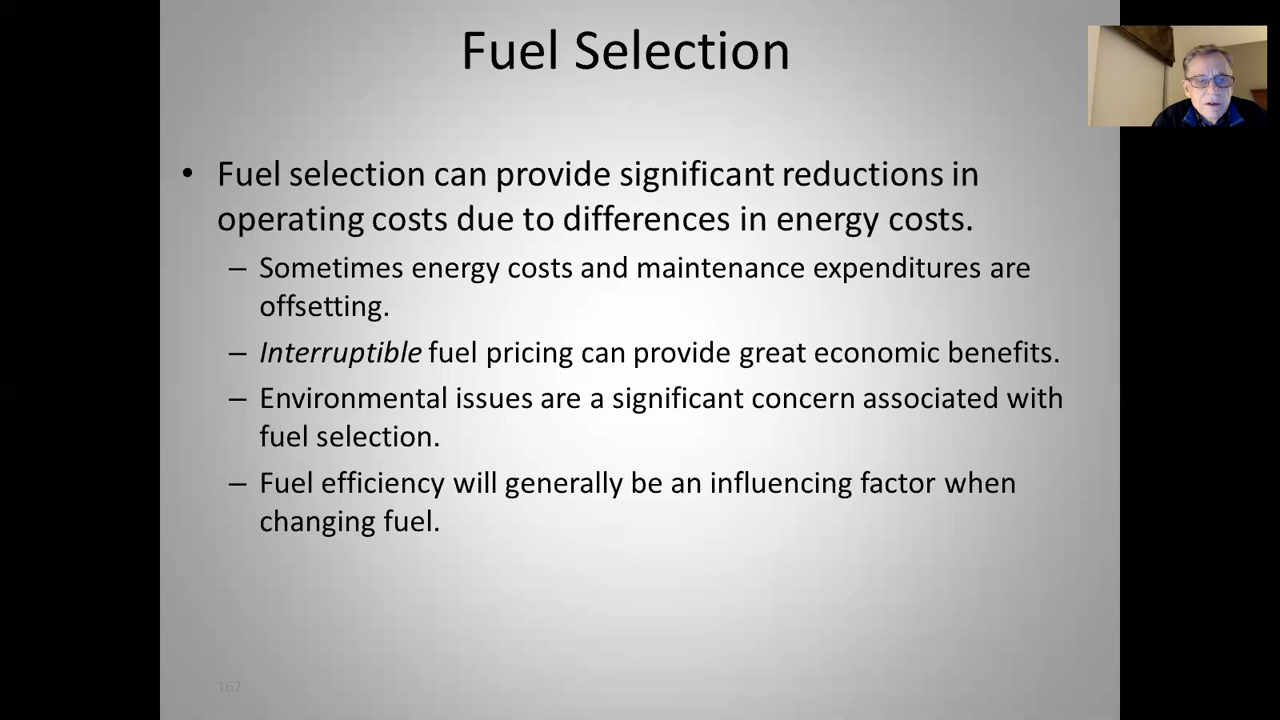 Fuel Selection
• Fuel selection can provide significant reductions in
operating costs due to differences in energy costs.
– Sometimes energy costs and maintenance expenditures are
offsetting.
– Interruptible fuel pricing can provide great economic benefits.
– Environmental issues are a significant concern associated with
fuel selection.
– Fuel efficiency will generally be an influencing factor when
changing fuel.
162